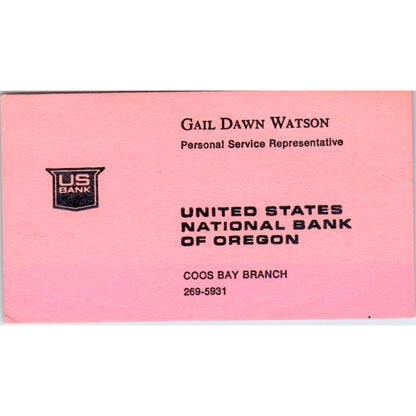 GAIL DAWN WATSON
Personal Service Representative
US
BANK
UNITED STATES
NATIONAL BANK
OF OREGON
COOS BAY BRANCH
269-5931